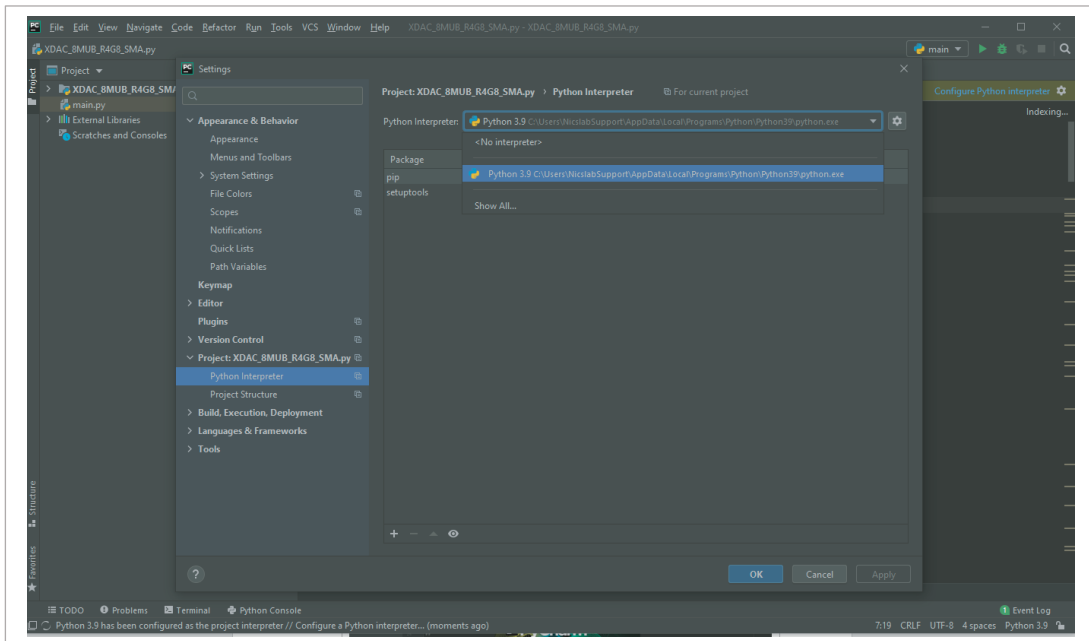 File Edit View Navigate Code Refactor Run Tools VCS Window Help XDAC_8MUB_R4G8_SMA.py - XDAC_8MUB_R4G8_SMA.py
XDAC_8MUB_R4G8_SMA.py
main
Project
Project
XDAC_8MUB_R4G8_SMA
main.py
External Libraries
Scratches and Consoles
Structure
Favorites
Settings
Appearance & Behavior
Appearance
Menus and Toolbars
System Settings
File Colors
Scopes
Notifications
Quick Lists
Path Variables
Keymap
Editor
Plugins
Version Control
Project: XDAC_8MUB_R4G8_SMA.py
Python Interpreter
Project Structure
Build, Execution, Deployment
Languages & Frameworks
Tools
Project: XDAC_8MUB_R4G8_SMA.py › Python Interpreter For current project
Python Interpreter: Python 3.9 C:\Users\NicslabSupport\AppData\Local\Programs\Python\Python39\python.exe
<No interpreter>
Python 3.9 C:\Users\NicslabSupport\AppData\Local\Programs\Python\Python39\python.exe
Show All...
Package
pip
setuptools
OK Cancel Apply
Configure Python interpreter
Indexing...
TODO Problems Terminal Python Console
1 Event Log
Python 3.9 has been configured as the project interpreter // Configure a Python interpreter... (moments ago)
7:19 CRLF UTF-8 4 spaces Python 3.9